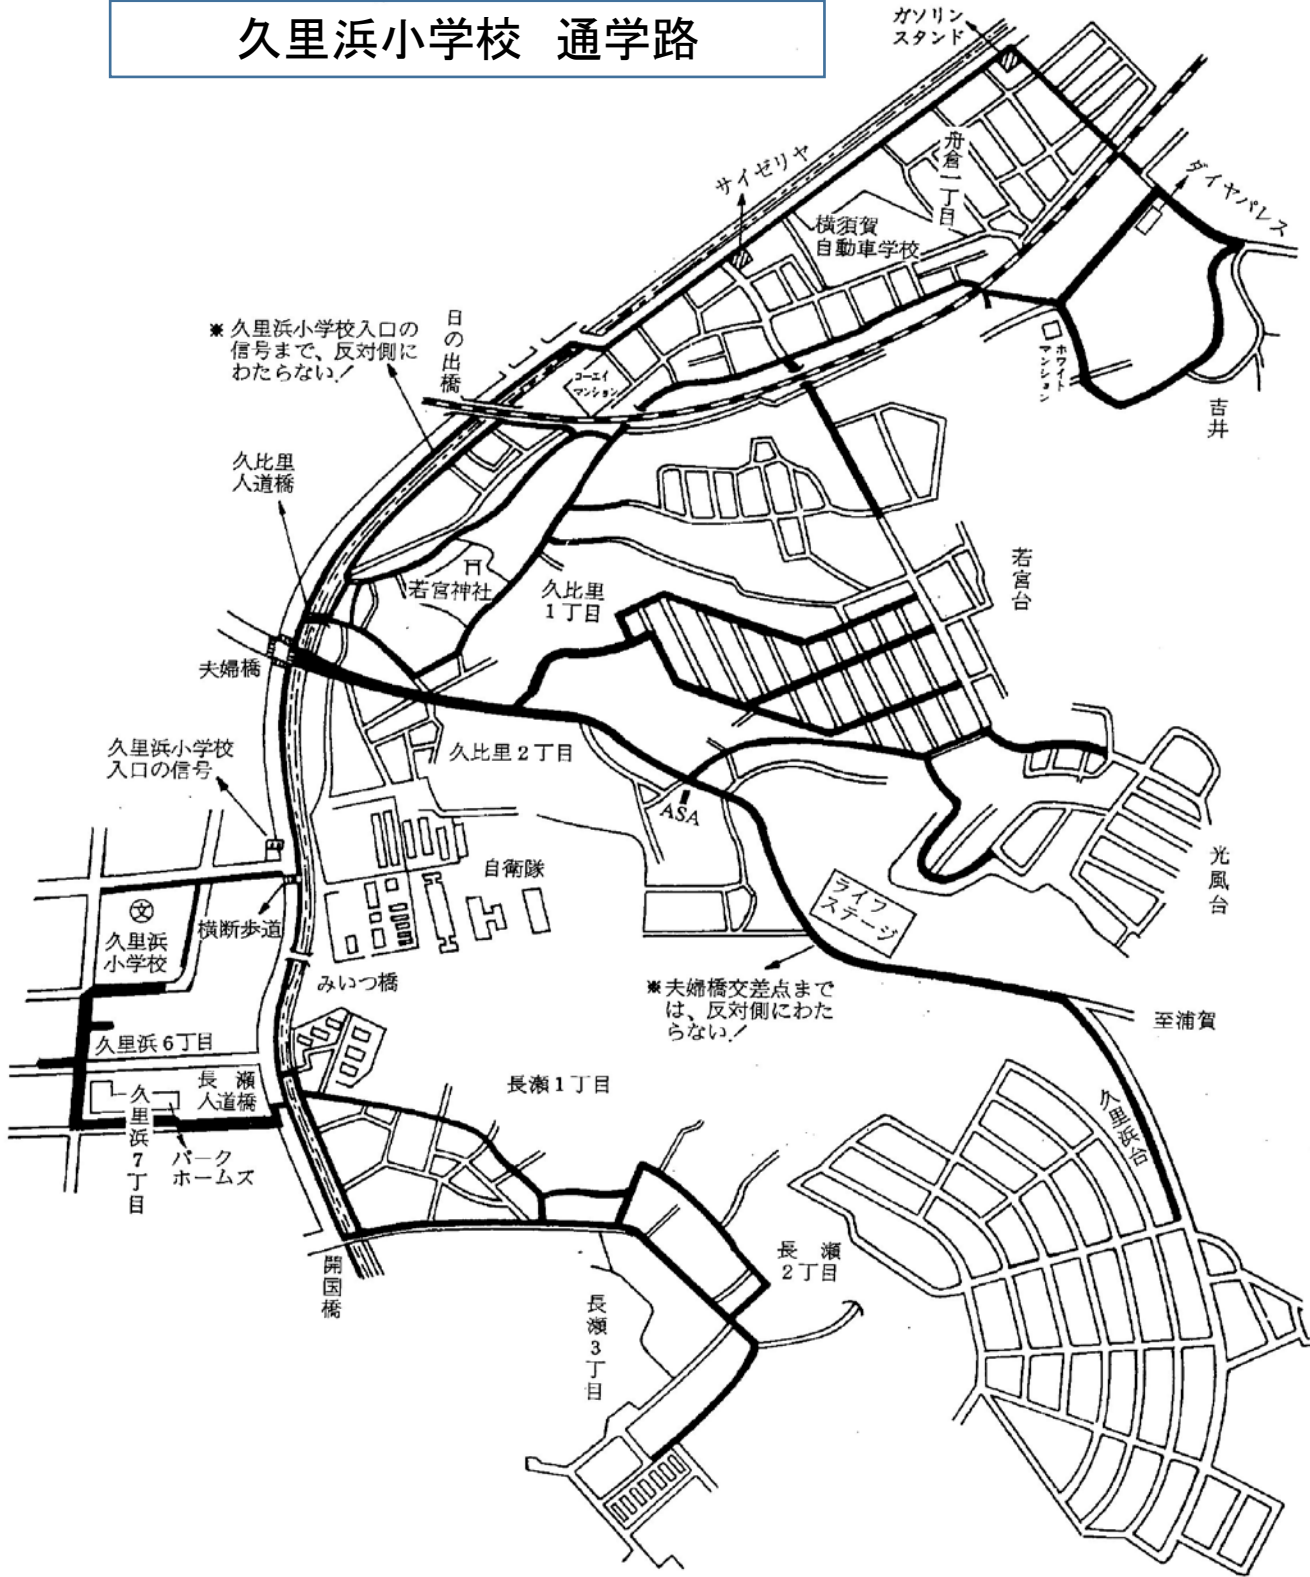 久里浜小学校 通学路
ガソリン
スタンド
舟倉一丁目
サイゼリヤ
ダイヤパレス
横須賀
自動車学校
※ 久里浜小学校入口の
信号まで、反対側に
わたらない!
日の出橋
コーエイ
マンション
ホワイト
マンション
吉井
久比里
人道橋
若宮神社
久比里
1丁目
若宮台
夫婦橋
久里浜小学校
入口の信号
久比里2丁目
ASA
光風台
自衛隊
ライフ
ステージ
文
久里浜
小学校
横断歩道
みいつ橋
※夫婦橋交差点まで
は、反対側にわた
らない!
至浦賀
久里浜6丁目
長瀬
人道橋
長瀬1丁目
久里浜台
久里浜7丁目
パーク
ホームズ
長瀬
2丁目
開国橋
長瀬3丁目